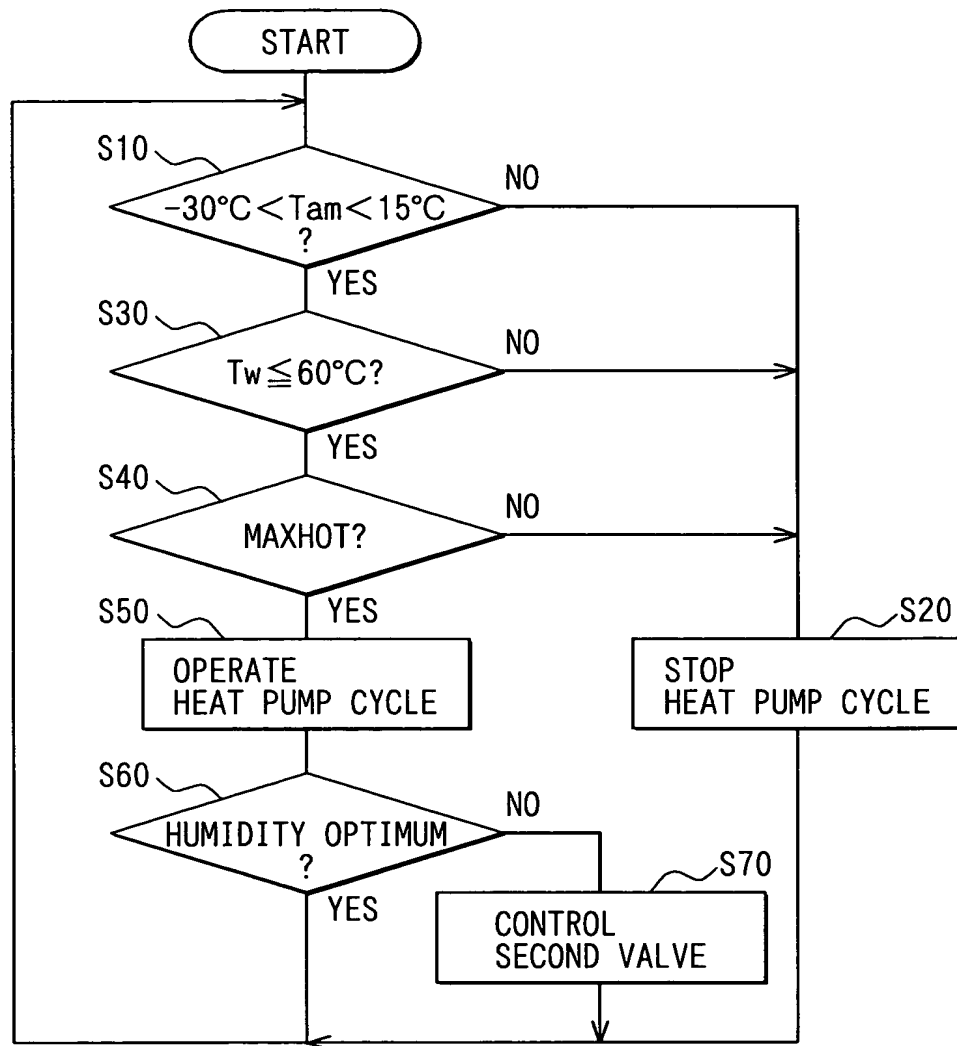 START
S10
-30°C<Tam<15°C
?
NO
YES
S30
Tw≦60°C?
NO
YES
S40
MAXHOT?
NO
YES
S50
OPERATE
HEAT PUMP CYCLE
S20
STOP
HEAT PUMP CYCLE
S60
HUMIDITY OPTIMUM
?
NO
YES
S70
CONTROL
SECOND VALVE